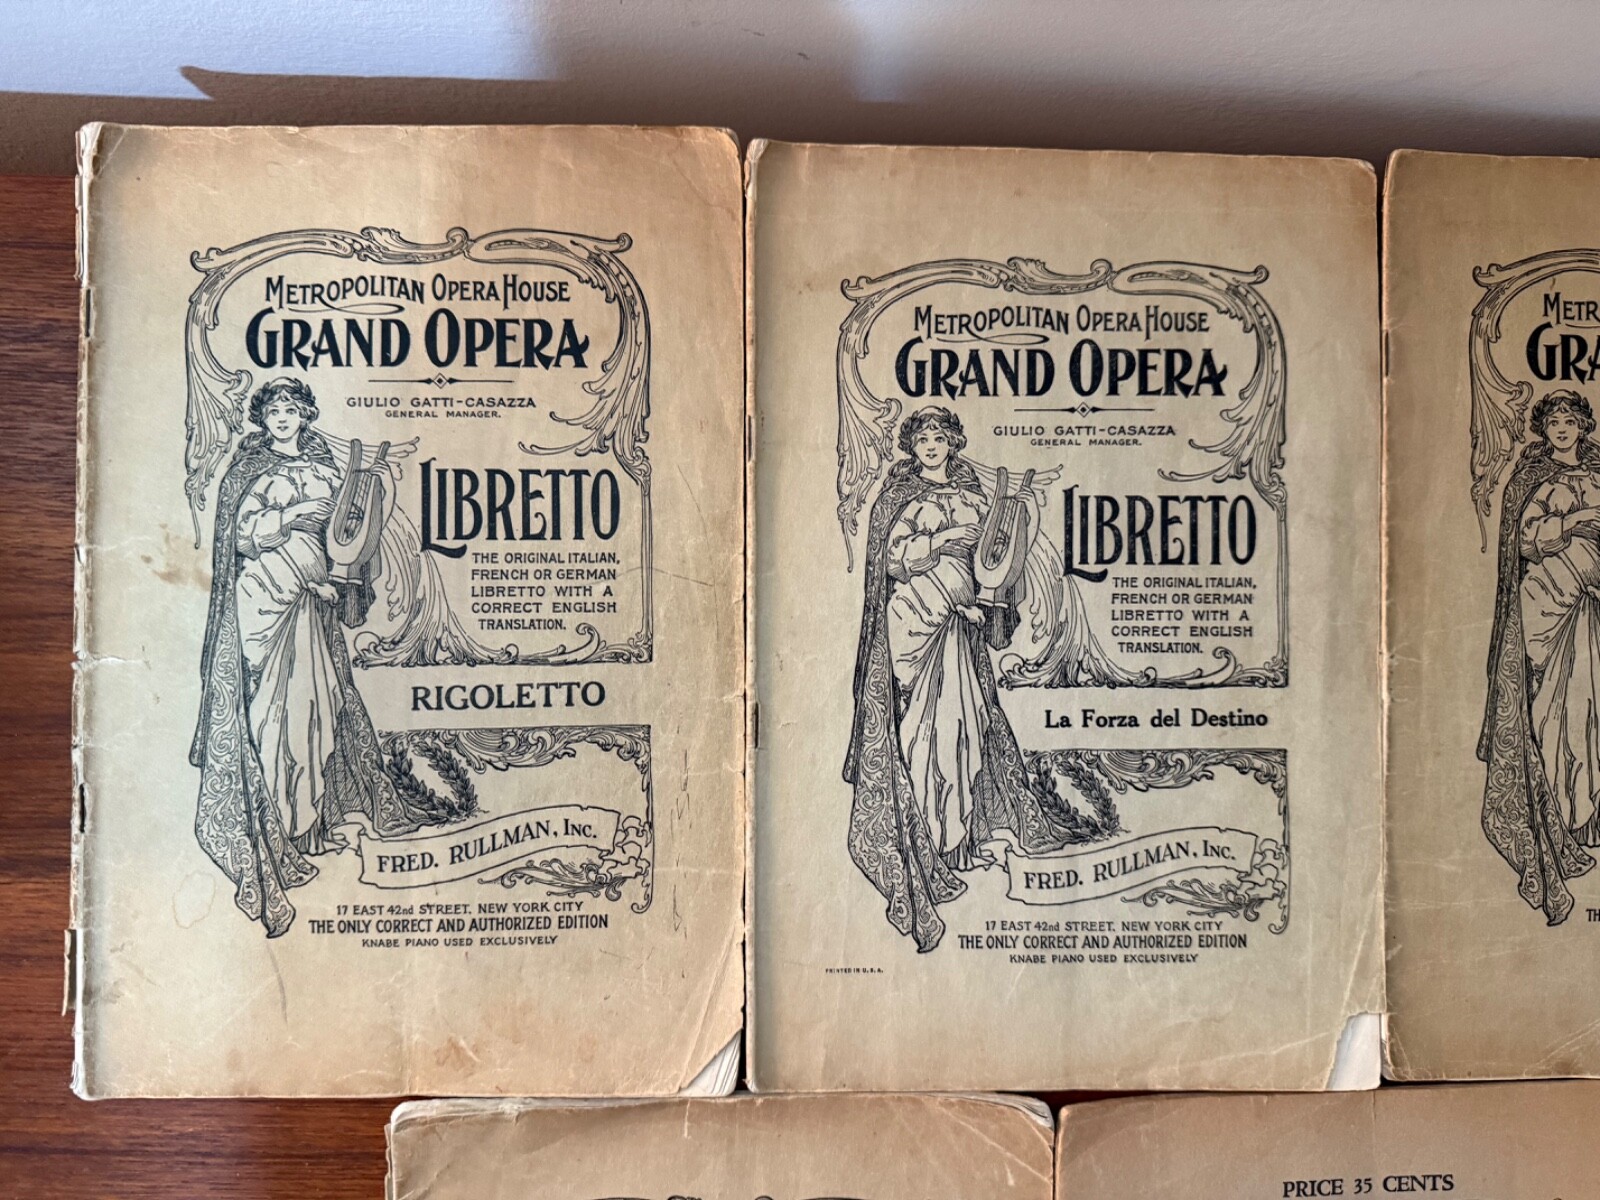 METROPOLITAN OPERA HOUSE
GRAND OPERA
GIULIO GATTI-CASAZZA
GENERAL MANAGER.
LIBRETTO
THE ORIGINAL ITALIAN,
FRENCH OR GERMAN
LIBRETTO WITH A
CORRECT ENGLISH
TRANSLATION.
RIGOLETTO
FRED. RULLMAN, INC.
17 EAST 42nd STREET. NEW YORK CITY
THE ONLY CORRECT AND AUTHORIZED EDITION
KNABE PIANO USED EXCLUSIVELY
METROPOLITAN OPERA HOUSE
GRAND OPERA
GIULIO GATTI-CASAZZA
GENERAL MANAGER.
LIBRETTO
THE ORIGINAL ITALIAN,
FRENCH OR GERMAN
LIBRETTO WITH A
CORRECT ENGLISH
TRANSLATION.
La Forza del Destino
FRED. RULLMAN, INC.
17 EAST 42nd STREET. NEW YORK CITY
THE ONLY CORRECT AND AUTHORIZED EDITION
KNABE PIANO USED EXCLUSIVELY
PRINTED IN U.S.A.
METR
GRA
TH
PRICE 35 CENTS